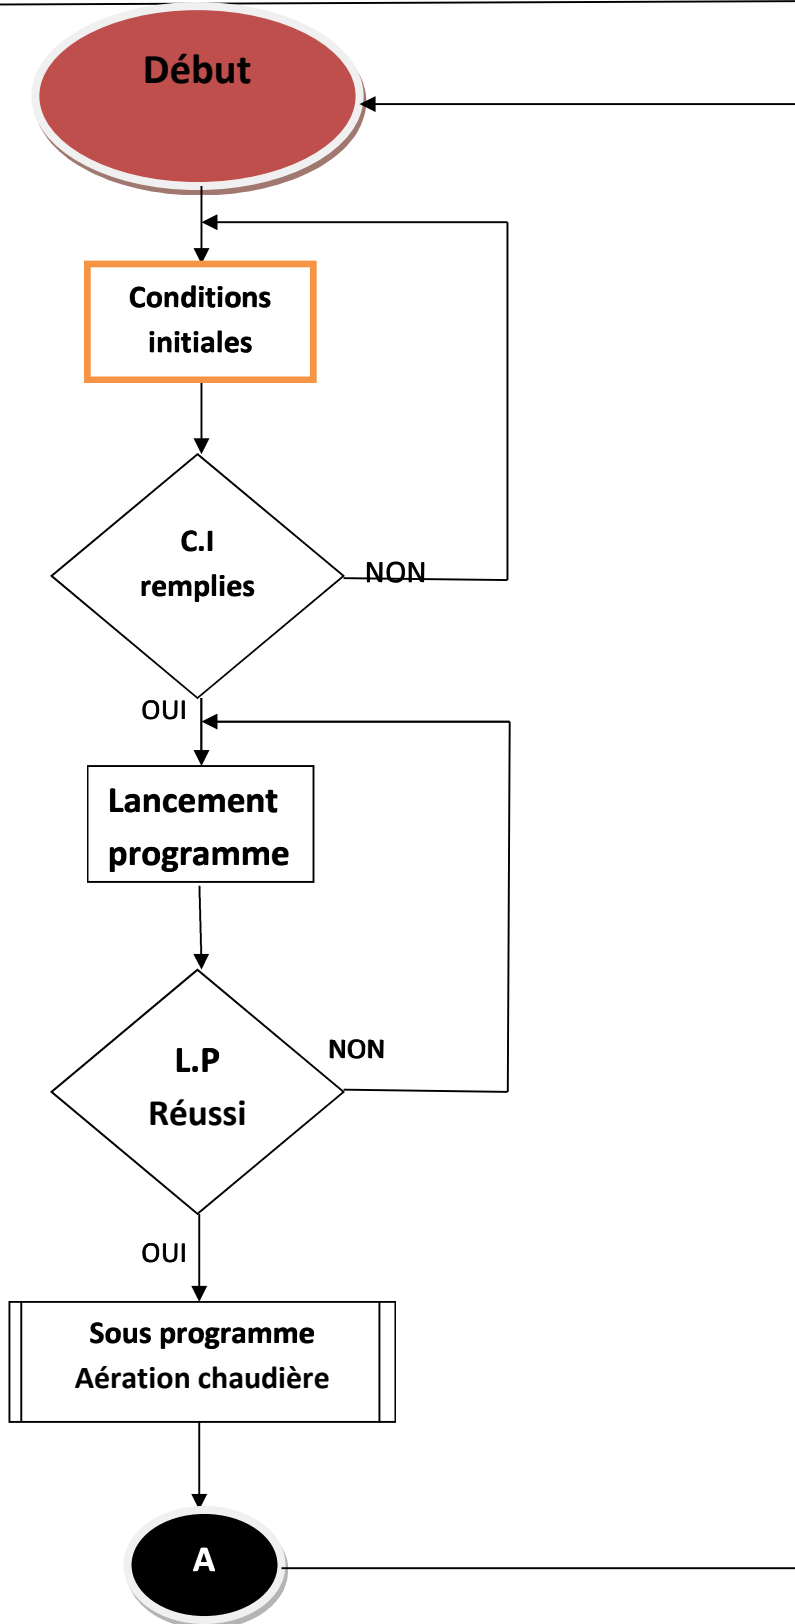 Début
Conditions
initiales
C.I
remplies
NON
OUI
Lancement
programme
L.P
Réussi
NON
OUI
Sous programme
Aération chaudière
A